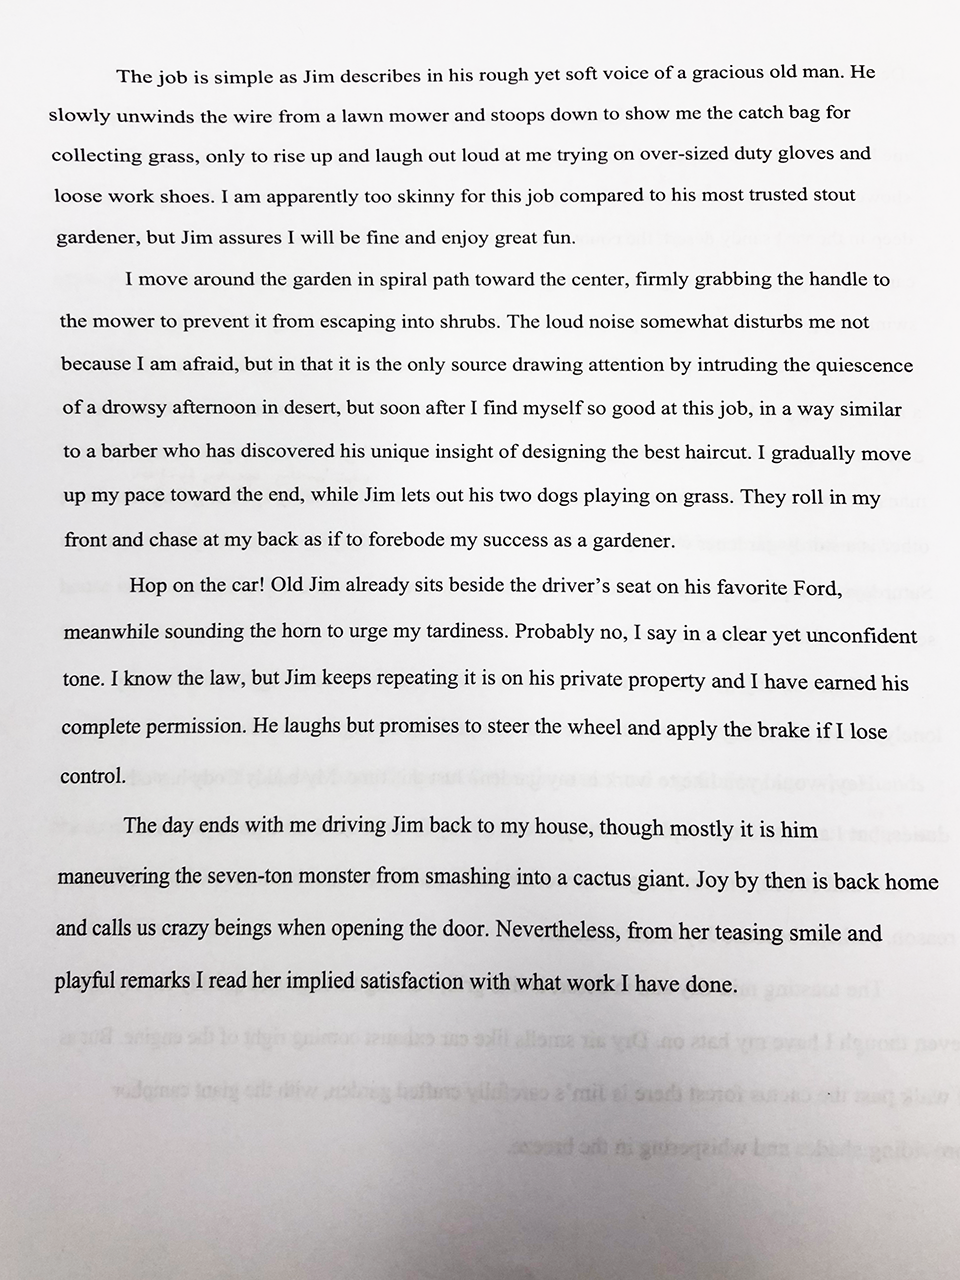 The job is simple as Jim describes in his rough yet soft voice of a gracious old man. He
slowly unwinds the wire from a lawn mower and stoops down to show me the catch bag for
collecting grass, only to rise up and laugh out loud at me trying on over-sized duty gloves and
loose work shoes. I am apparently too skinny for this job compared to his most trusted stout
gardener, but Jim assures I will be fine and enjoy great fun.
I move around the garden in spiral path toward the center, firmly grabbing the handle to
the mower to prevent it from escaping into shrubs. The loud noise somewhat disturbs me not
because I am afraid, but in that it is the only source drawing attention by intruding the quiescence
of a drowsy afternoon in desert, but soon after I find myself so good at this job, in a way similar
to a barber who has discovered his unique insight of designing the best haircut. I gradually move
up my pace toward the end, while Jim lets out his two dogs playing on grass. They roll in my
front and chase at my back as if to forebode my success as a gardener.
Hop on the car! Old Jim already sits beside the driver’s seat on his favorite Ford,
meanwhile sounding the horn to urge my tardiness. Probably no, I say in a clear yet unconfident
tone. I know the law, but Jim keeps repeating it is on his private property and I have earned his
complete permission. He laughs but promises to steer the wheel and apply the brake if I lose
control.
The day ends with me driving Jim back to my house, though mostly it is him
maneuvering the seven-ton monster from smashing into a cactus giant. Joy by then is back home
and calls us crazy beings when opening the door. Nevertheless, from her teasing smile and
playful remarks I read her implied satisfaction with what work I have done.